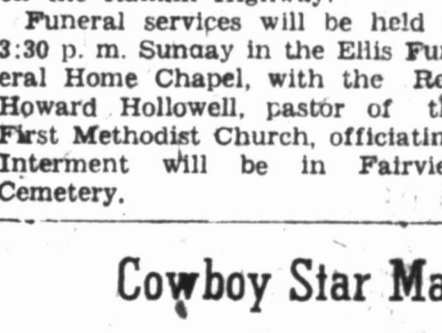 Funeral services will be held
3:30 p. m. Sunday in the Ellis Fu
eral Home Chapel, with the Re
Howard Hollowell, pastor of t
First Methodist Church, officiatin
Interment will be in Fairvie
Cemetery.
Cowboy Star Ma